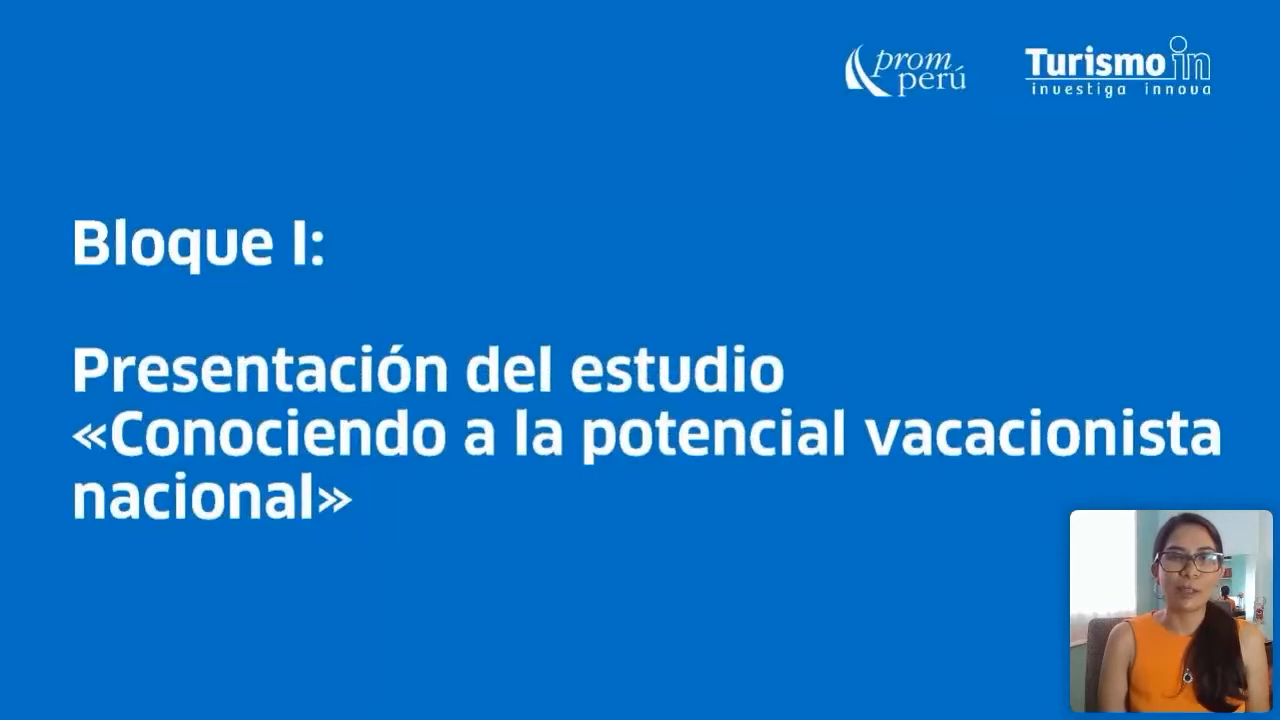 prom
perú
Turismo in
investiga innova
Bloque I:
Presentación del estudio
«Conociendo a la potencial vacacionista
nacional»